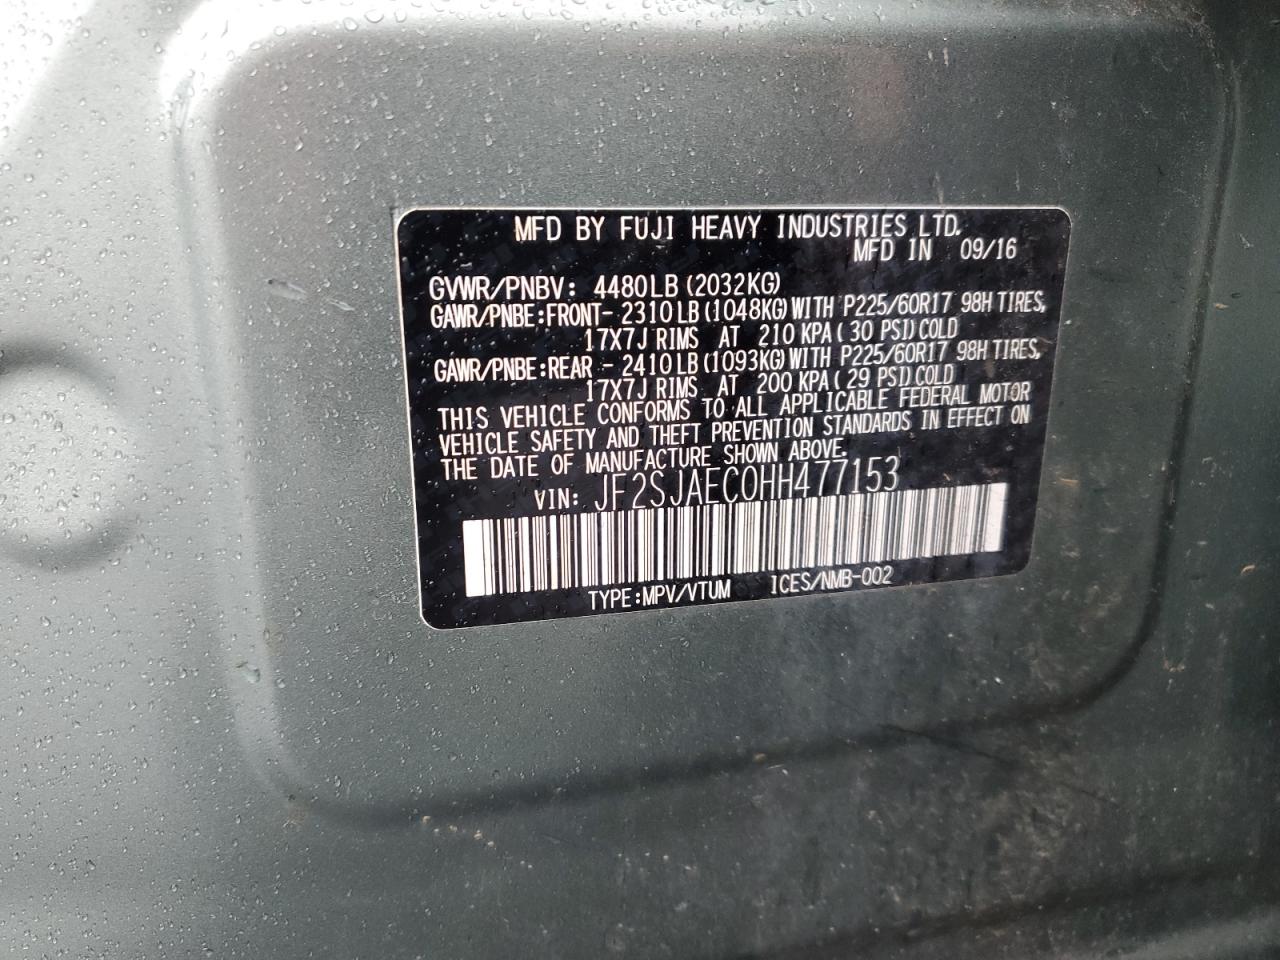 MFD BY FUJI HEAVY INDUSTRIES LTD.
MFD IN 09/16
GVWR/PNBV: 4480LB (2032KG)
GAWR/PNBE:FRONT- 2310LB (1048KG) WITH P225/60R17 98H TIRES,
17X7J RIMS AT 210 KPA ( 30 PSI) COLD
GAWR/PNBE:REAR - 2410LB (1093KG) WITH P225/60R17 98H TIRES,
17X7J RIMS AT 200 KPA ( 29 PSI) COLD
THIS VEHICLE CONFORMS TO ALL APPLICABLE FEDERAL MOTOR
VEHICLE SAFETY AND THEFT PREVENTION STANDARDS IN EFFECT ON
THE DATE OF MANUFACTURE SHOWN ABOVE.
VIN: JF2SJAEC0HH477153
TYPE:MPV/VTUM ICES/NMB-002